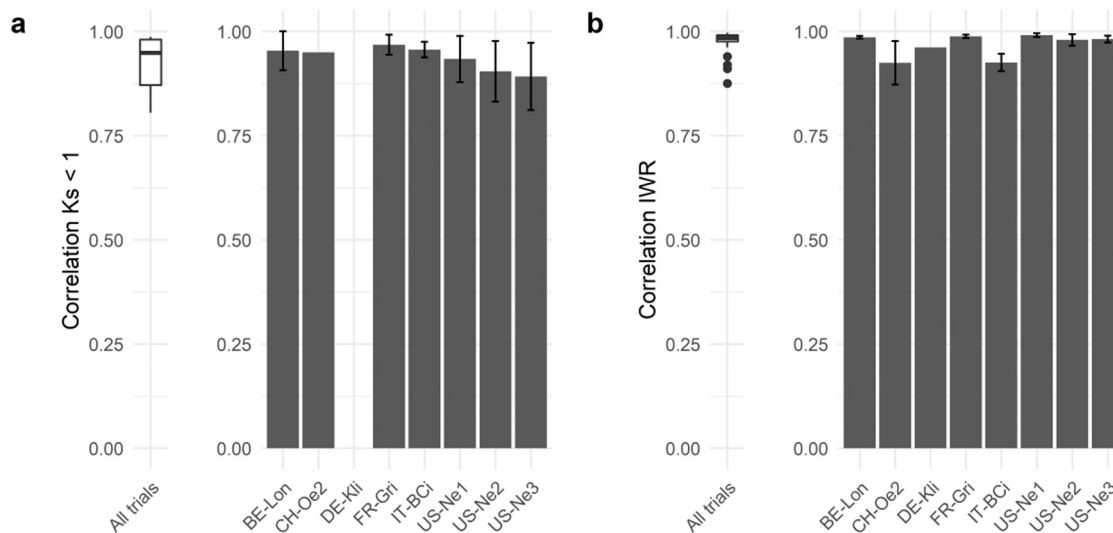 a
Correlation Ks < 1
1.00
0.75
0.50
0.25
0.00
All trials
1.00
0.75
0.50
0.25
0.00
BE-Lon
CH-Oe2
DE-Kli
FR-Gri
IT-BCi
US-Ne1
US-Ne2
US-Ne3
b
Correlation IWR
1.00
0.75
0.50
0.25
0.00
All trials
1.00
0.75
0.50
0.25
0.00
BE-Lon
CH-Oe2
DE-Kli
FR-Gri
IT-BCi
US-Ne1
US-Ne2
US-Ne3